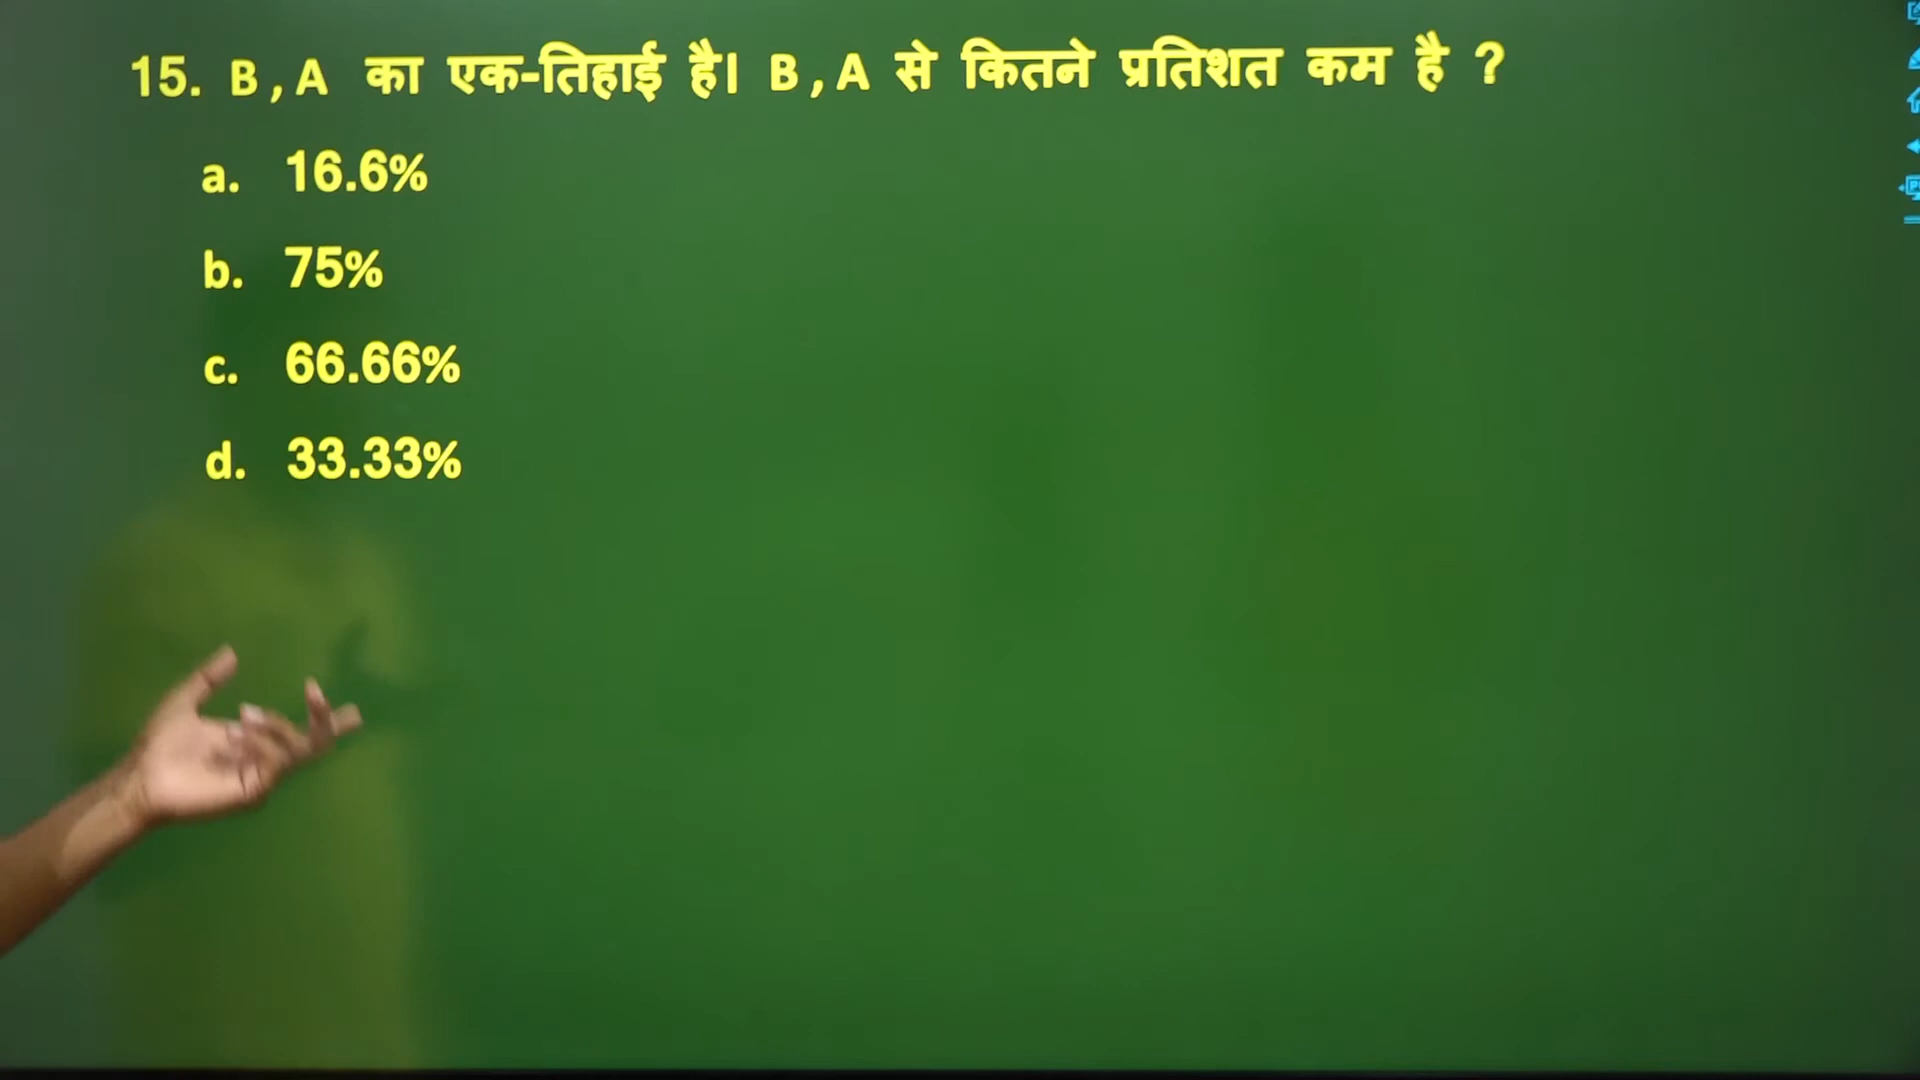 15. B , A का एक-तिहाई है। B , A से कितने प्रतिशत कम है ?
a. 16.6%
b. 75%
c. 66.66%
d. 33.33%